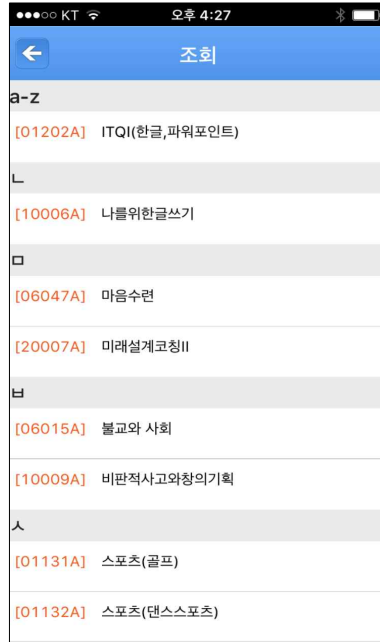 KT 오후 4:27
조회
a-z
[01202A] ITQI(한글,파워포인트)
ㄴ
[10006A] 나를위한글쓰기
ㅁ
[06047A] 마음수련
[20007A] 미래설계코칭II
ㅂ
[06015A] 불교와 사회
[10009A] 비판적사고와창의기획
ㅅ
[01131A] 스포츠(골프)
[01132A] 스포츠(댄스스포츠)